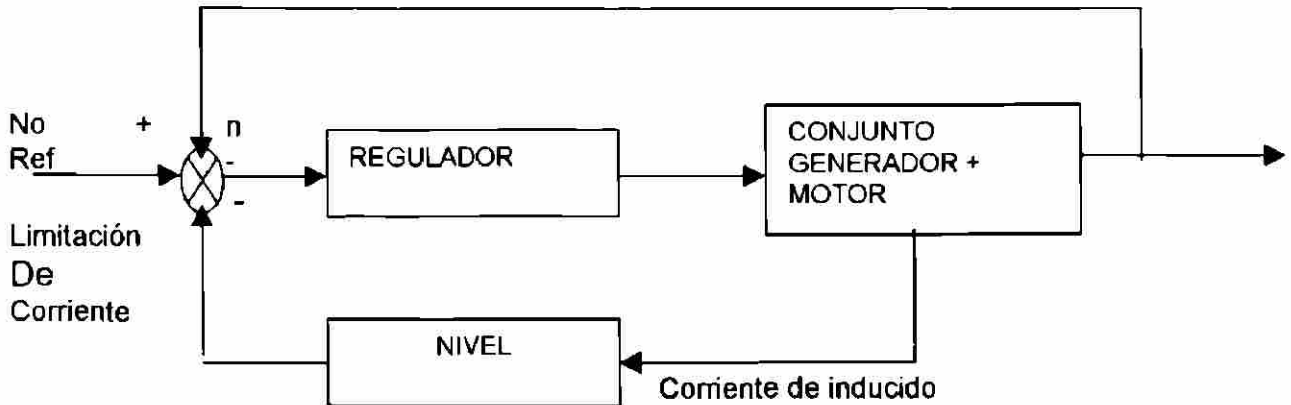 No +
Ref
n
-
-
REGULADOR
CONJUNTO
GENERADOR +
MOTOR
Limitación
De
Corriente
NIVEL
Corriente de inducido